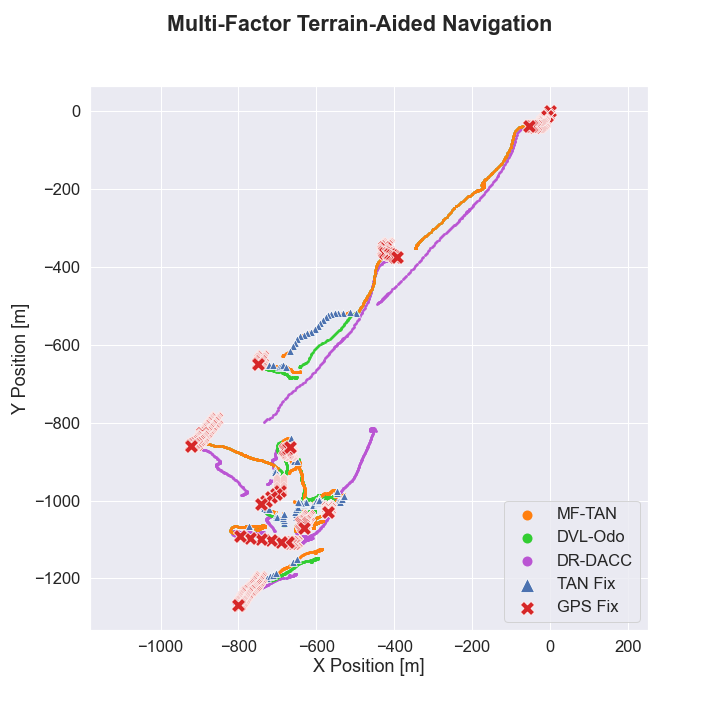 Multi-Factor Terrain-Aided Navigation
0
−200
−400
−600
−800
−1000
−1200
Y Position [m]
MF-TAN
DVL-Odo
DR-DACC
TAN Fix
GPS Fix
−1000 −800 −600 −400 −200 0 200
X Position [m]